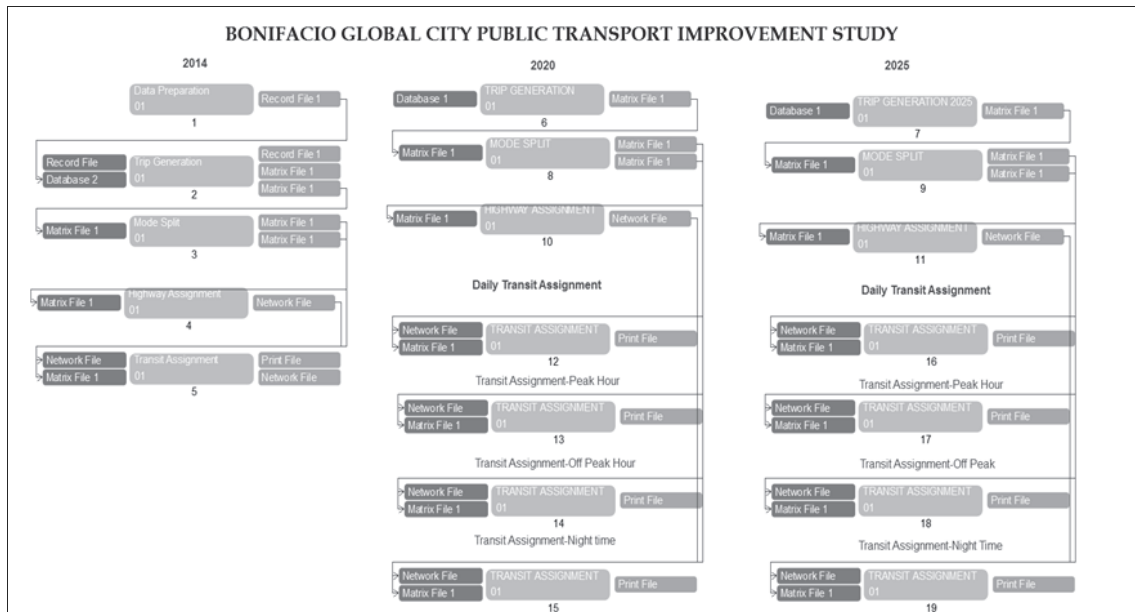 BONIFACIO GLOBAL CITY PUBLIC TRANSPORT IMPROVEMENT STUDY
2014
Data Preparation
01
Record File 1
1
Record File
Database 2
Trip Generation
01
Record File 1
Matrix File 1
Matrix File 1
2
Matrix File 1
Mode Split
01
Matrix File 1
Matrix File 1
3
Matrix File 1
Highway Assignment
01
Network File
4
Network File
Matrix File 1
Transit Assignment
01
Print File
Network File
5
2020
Database 1
TRIP GENERATION
01
Matrix File 1
6
Matrix File 1
MODE SPLIT
01
Matrix File 1
Matrix File 1
8
Matrix File 1
HIGHWAY ASSIGNMENT
01
Network File
10
Daily Transit Assignment
Network File
Matrix File 1
TRANSIT ASSIGNMENT
01
Print File
12
Transit Assignment-Peak Hour
Network File
Matrix File 1
TRANSIT ASSIGNMENT
01
Print File
13
Transit Assignment-Off Peak Hour
Network File
Matrix File 1
TRANSIT ASSIGNMENT
01
Print File
14
Transit Assignment-Night time
Network File
Matrix File 1
TRANSIT ASSIGNMENT
01
Print File
15
2025
Database 1
TRIP GENERATION 2025
01
Matrix File 1
7
Matrix File 1
MODE SPLIT
01
Matrix File 1
Matrix File 1
9
Matrix File 1
HIGHWAY ASSIGNMENT
01
Network File
11
Daily Transit Assignment
Network File
Matrix File 1
TRANSIT ASSIGNMENT
01
Print File
16
Transit Assignment-Peak Hour
Network File
Matrix File 1
TRANSIT ASSIGNMENT
01
Print File
17
Transit Assignment-Off Peak
Network File
Matrix File 1
TRANSIT ASSIGNMENT
01
Print File
18
Transit Assignment-Night Time
Network File
Matrix File 1
TRANSIT ASSIGNMENT
01
Print File
19